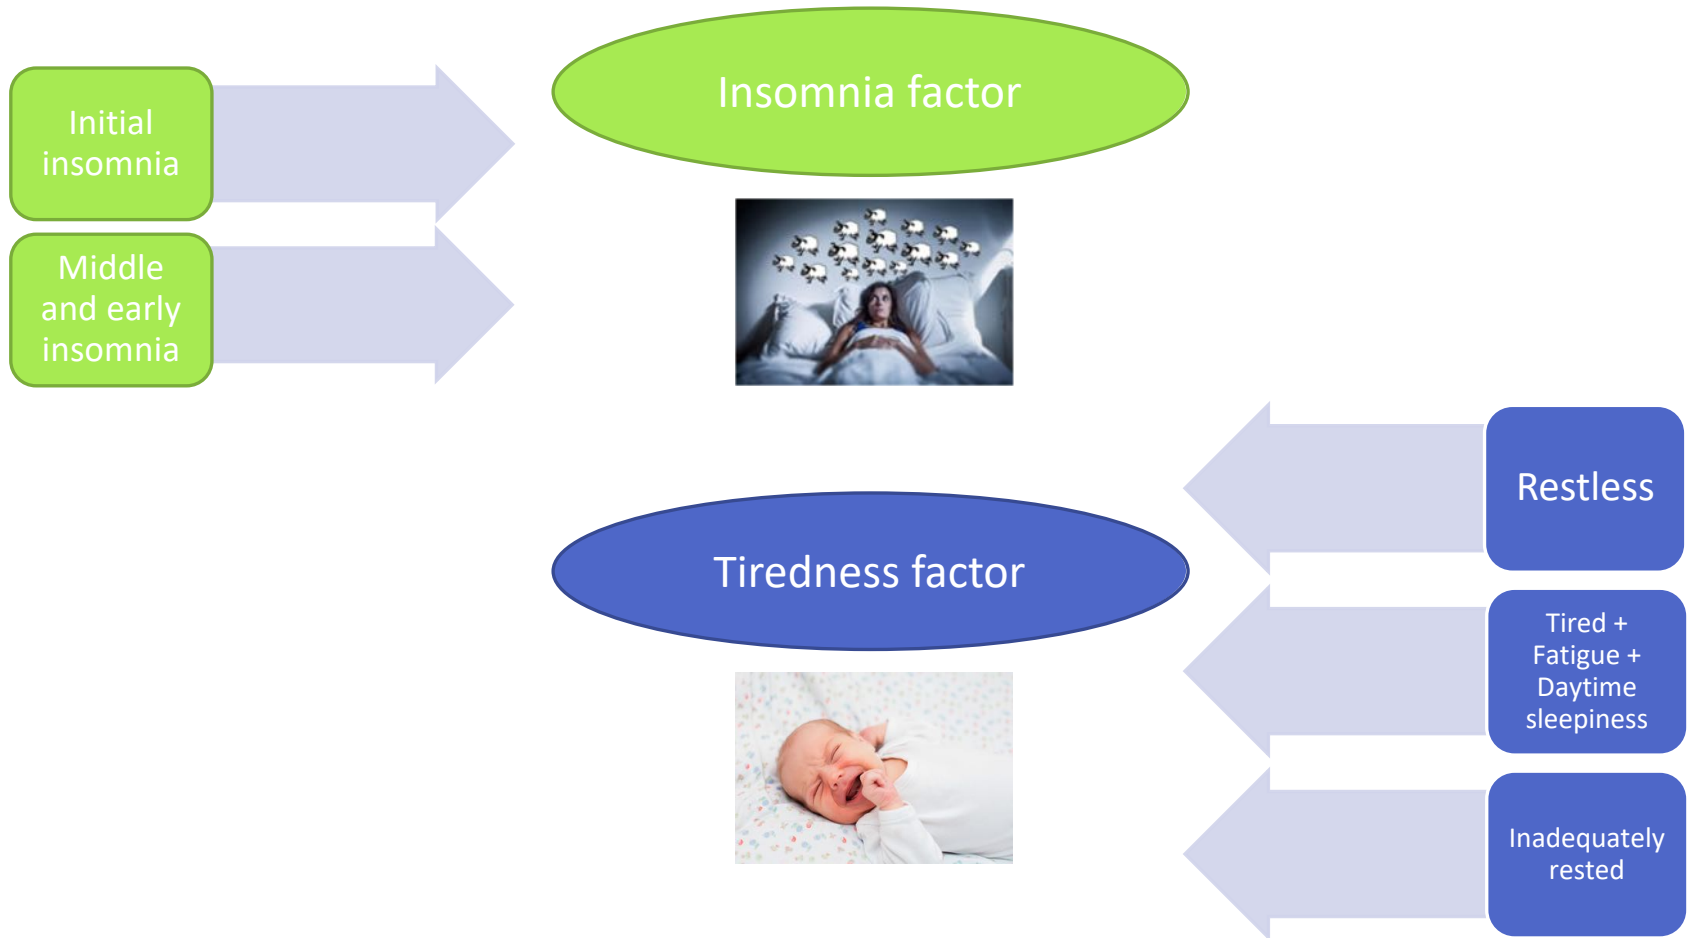 Insomnia factor
Initial
insomnia
Middle
and early
insomnia
Restless
Tiredness factor
Tired +
Fatigue +
Daytime
sleepiness
Inadequately
rested